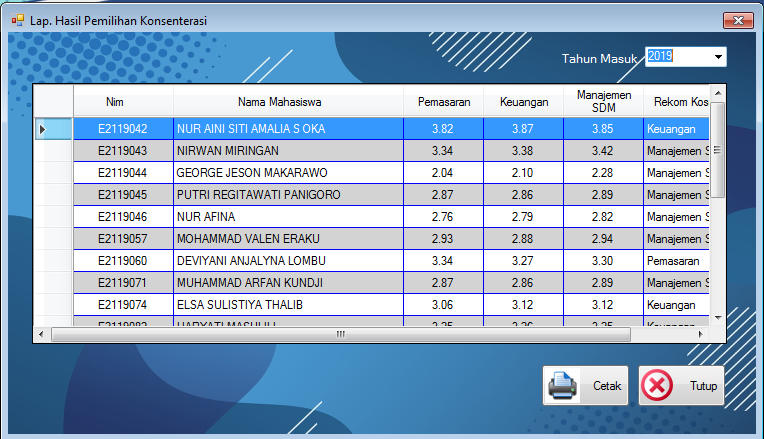 Lap. Hasil Pemilihan Konsenterasi
Tahun Masuk 2019
Nim Nama Mahasiswa Pemasaran Keuangan Manajemen SDM Rekom Kos
E2119042 NUR AINI SITI AMALIA S OKA 3.82 3.87 3.85 Keuangan
E2119043 NIRWAN MIRINGAN 3.34 3.38 3.42 Manajemen S
E2119044 GEORGE JESON MAKARAWO 2.04 2.10 2.28 Manajemen S
E2119045 PUTRI REGITAWATI PANIGORO 2.87 2.86 2.89 Manajemen S
E2119046 NUR AFINA 2.76 2.79 2.82 Manajemen S
E2119057 MOHAMMAD VALEN ERAKU 2.93 2.88 2.94 Manajemen S
E2119060 DEVIYANI ANJALYNA LOMBU 3.34 3.27 3.30 Pemasaran
E2119071 MUHAMMAD ARFAN KUNDJI 2.87 2.86 2.89 Manajemen S
E2119074 ELSA SULISTIYA THALIB 3.06 3.12 3.12 Keuangan
Cetak Tutup